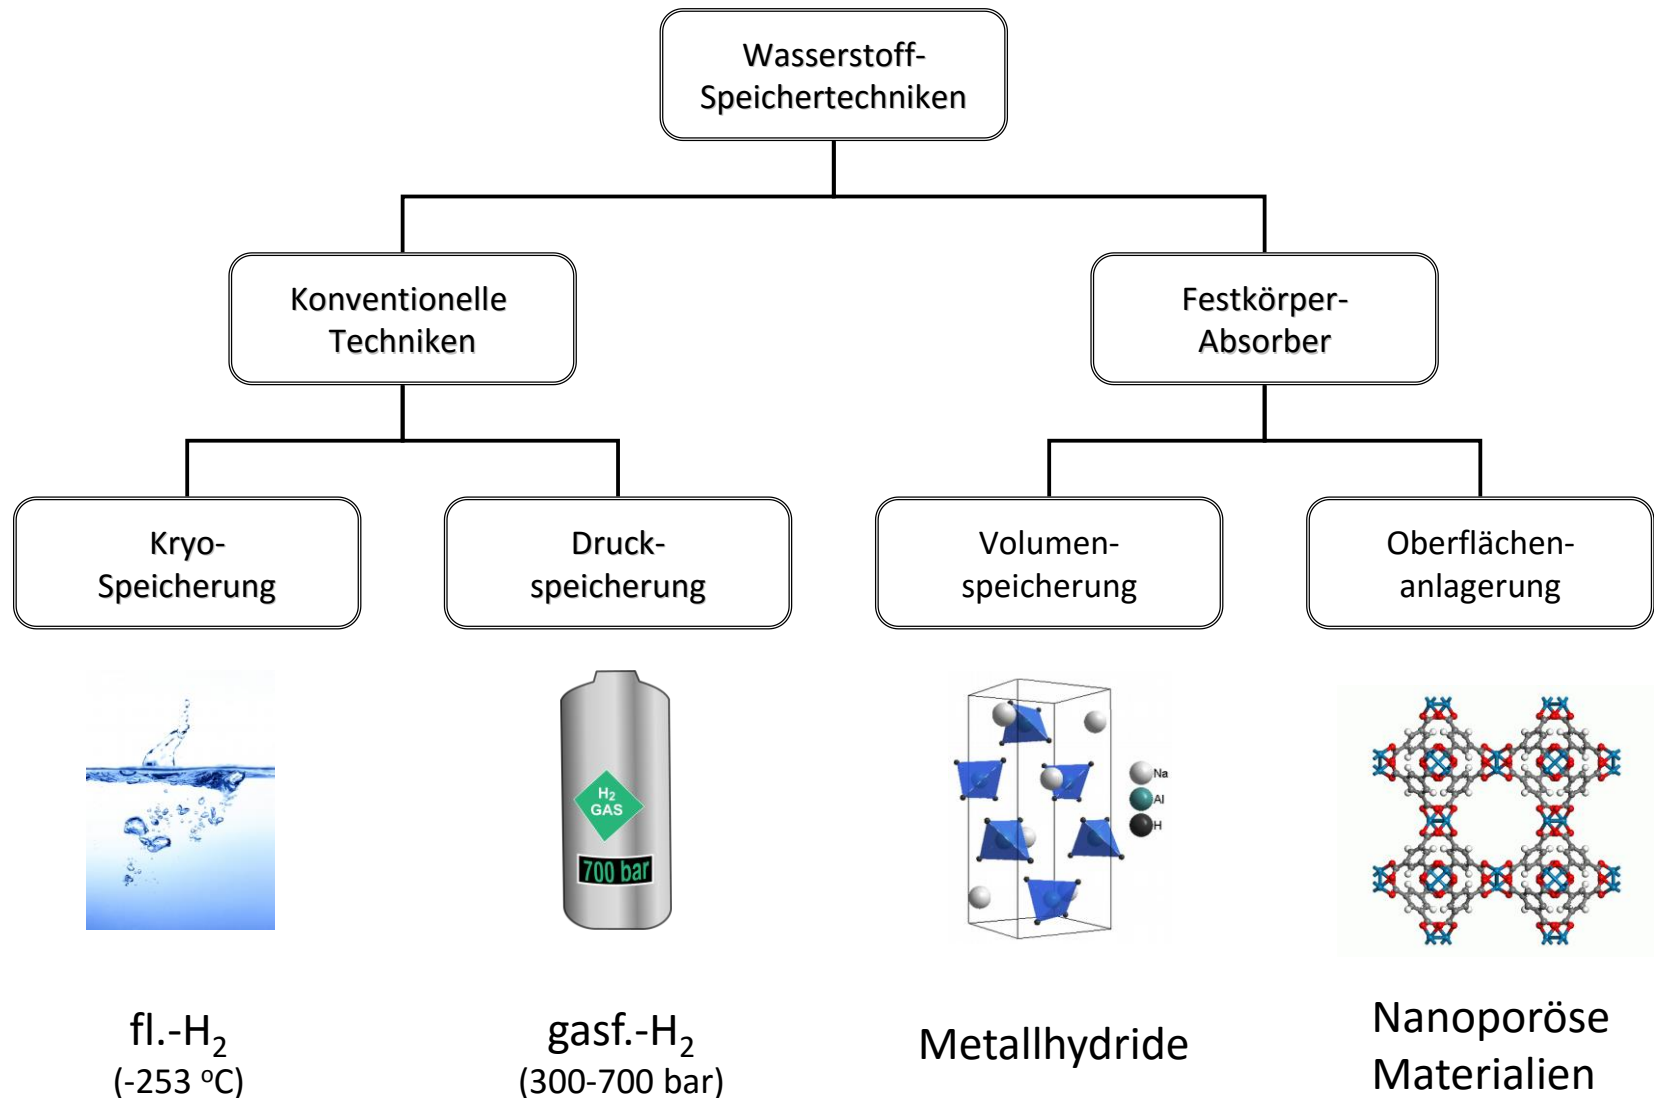 Wasserstoff-
Speichertechniken
Konventionelle
Techniken
Festkörper-
Absorber
Kryo-
Speicherung
Druck-
speicherung
Volumen-
speicherung
Oberflächen-
anlagerung
H2
GAS
700 bar
Na
Al
H
fl.-H2
(-253 °C)
gasf.-H2
(300-700 bar)
Metallhydride
Nanoporöse
Materialien